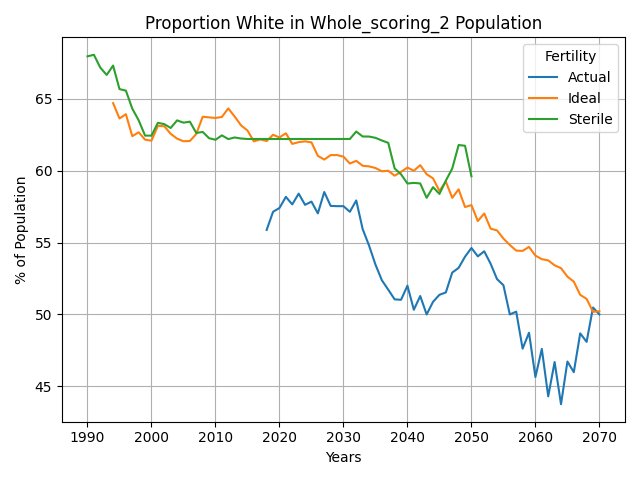 Proportion White in Whole_scoring_2 Population
Fertility
Actual
Ideal
Sterile
% of Population
65
60
55
50
45
1990 2000 2010 2020 2030 2040 2050 2060 2070
Years